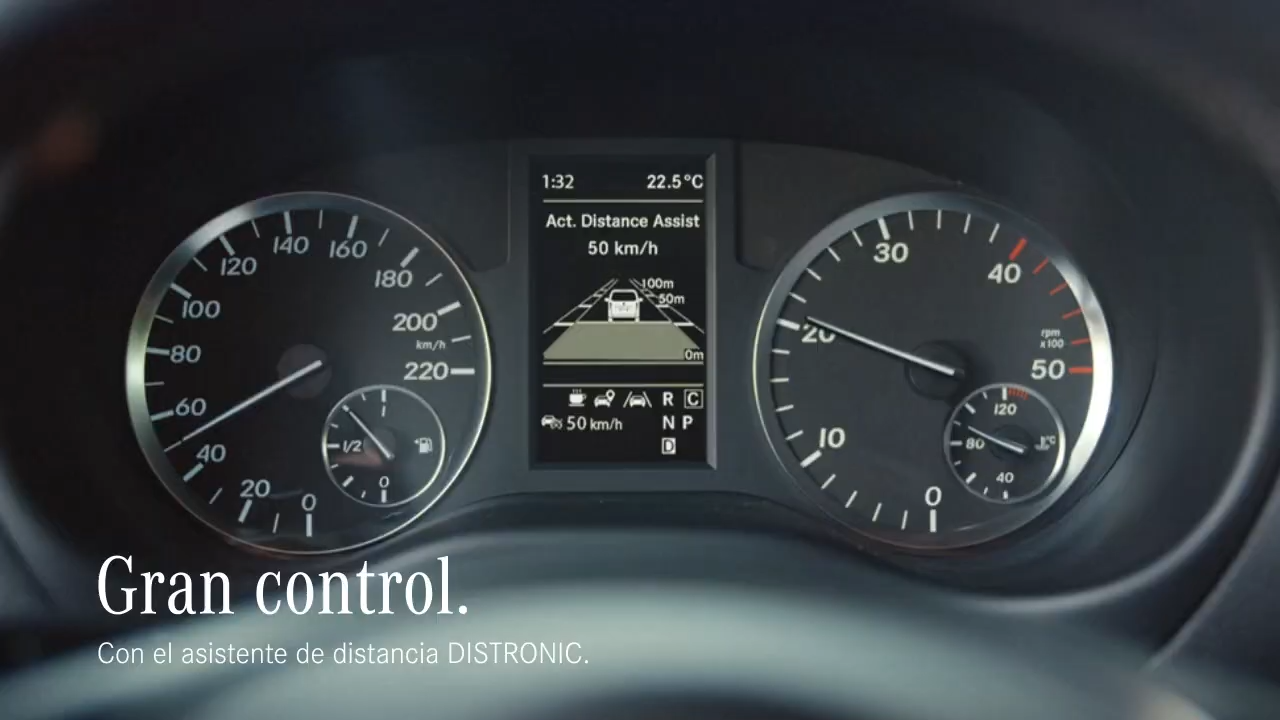 1:32 22.5°C
Act. Distance Assist
50 km/h
100m
50m
0m
R C
50 km/h N P
D
0
20
40
60
80
100
120
140
160
180
200
km/h
220
1
1/2
0
0
10
20
30
40
rpm
x100
50
120
80
°C
40
Gran control.
Con el asistente de distancia DISTRONIC.